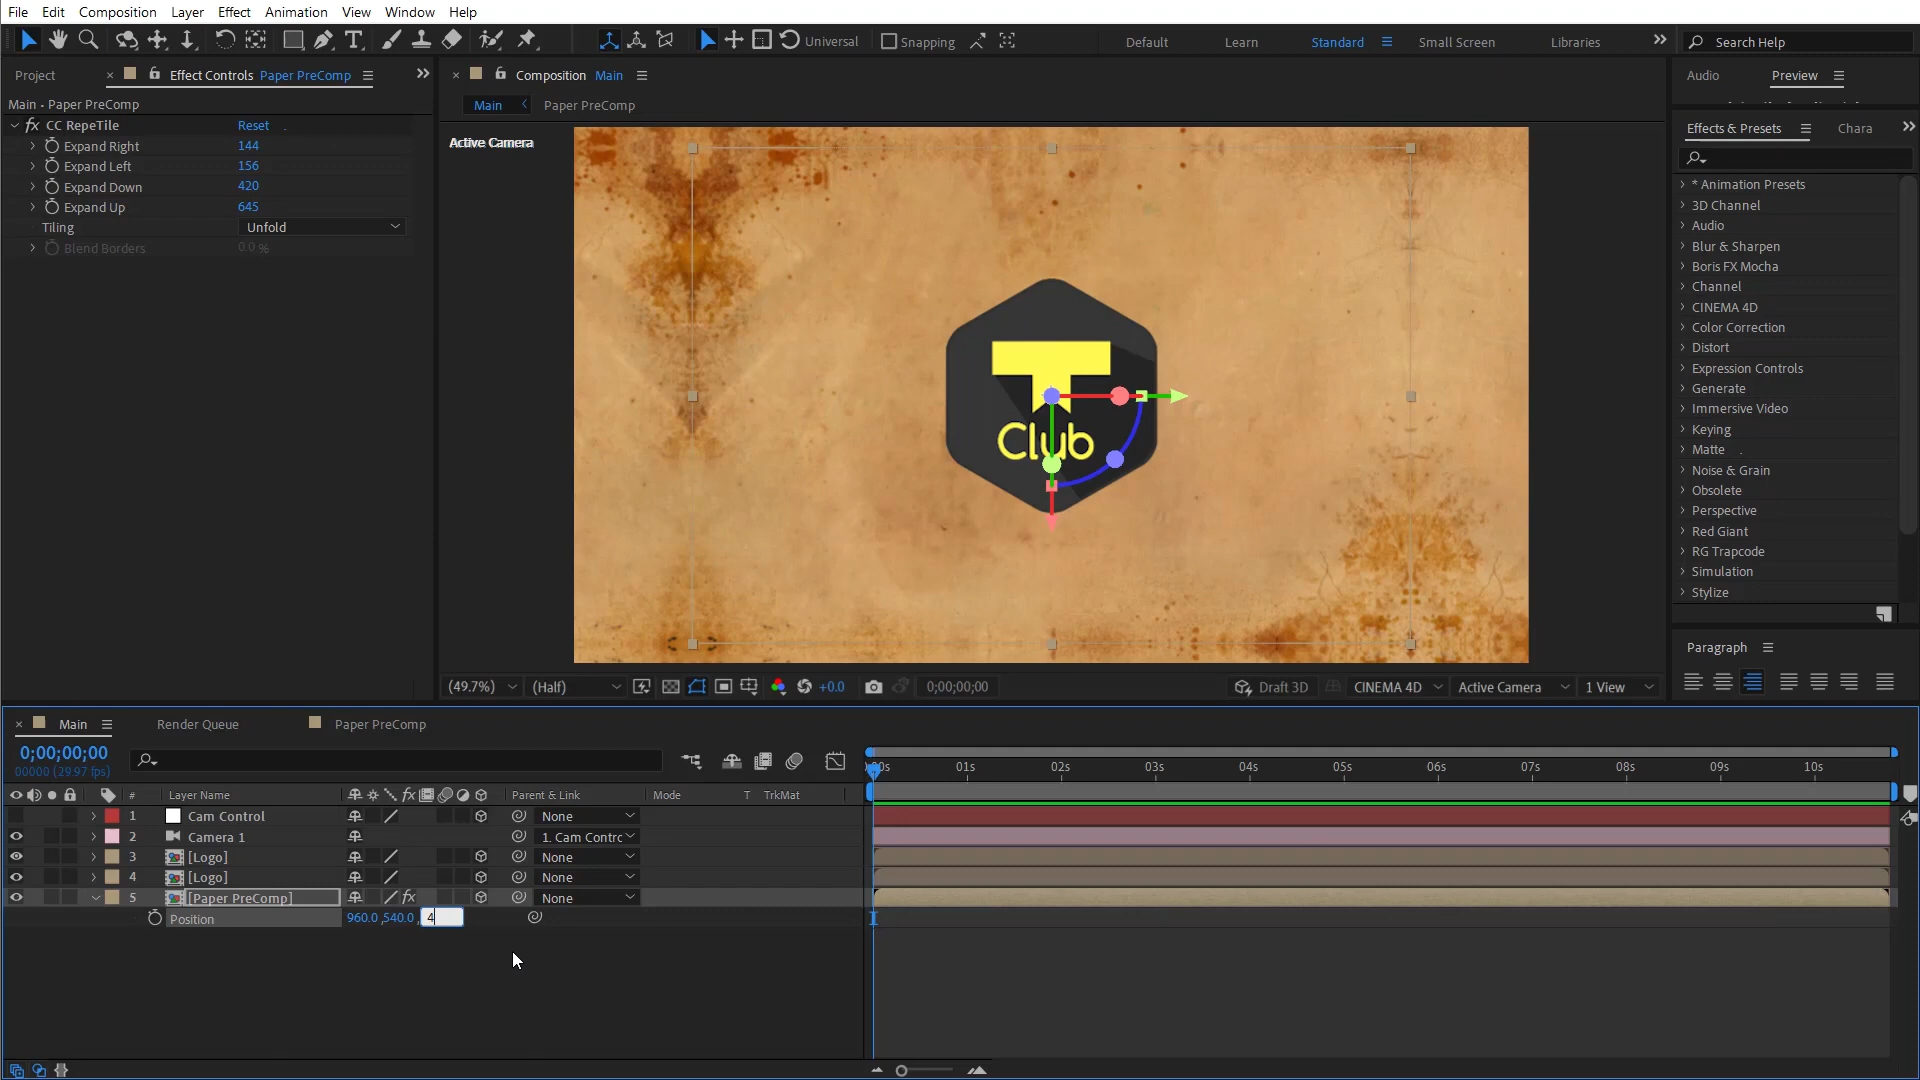 File Edit Composition Layer Effect Animation View Window Help
Universal Snapping Default Learn Standard Small Screen Libraries Search Help
Project Effect Controls Paper PreComp
Composition Main
Audio Preview
Main • Paper PreComp
Main Paper PreComp
CC RepeTile Reset
Expand Right 144
Expand Left 156
Expand Down 420
Expand Up 645
Tiling Unfold
Blend Borders 0.0 %
Active Camera
T
Club
Effects & Presets Chara
* Animation Presets
3D Channel
Audio
Blur & Sharpen
Boris FX Mocha
Channel
CINEMA 4D
Color Correction
Distort
Expression Controls
Generate
Immersive Video
Keying
Matte
Noise & Grain
Obsolete
Perspective
Red Giant
RG Trapcode
Simulation
Stylize
Paragraph
(49.7%) (Half) +0.0 0;00;00;00 Draft 3D CINEMA 4D Active Camera 1 View
Main Render Queue Paper PreComp
0;00;00;00
00000 (29.97 fps)
:00s 01s 02s 03s 04s 05s 06s 07s 08s 09s 10s
# Layer Name Parent & Link Mode T TrkMat
1 Cam Control None
2 Camera 1 1. Cam Contrc
3 [Logo] None
4 [Logo] None
5 [Paper PreComp] None
Position 960.0,540.0, 4